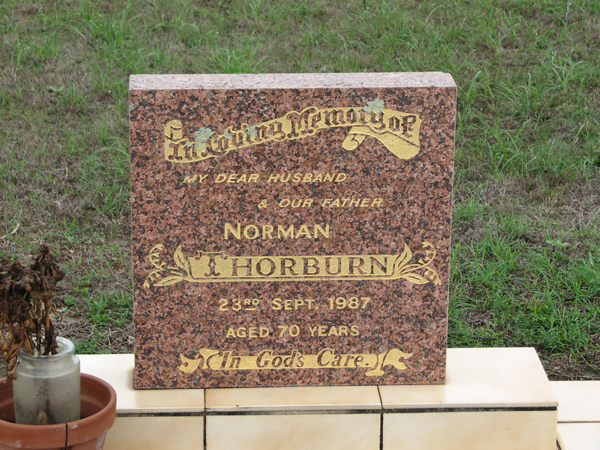 In Loving Memory of
MY DEAR HUSBAND
& OUR FATHER
NORMAN
THORBURN
23RD SEPT. 1987
AGED 70 YEARS
In God's Care.